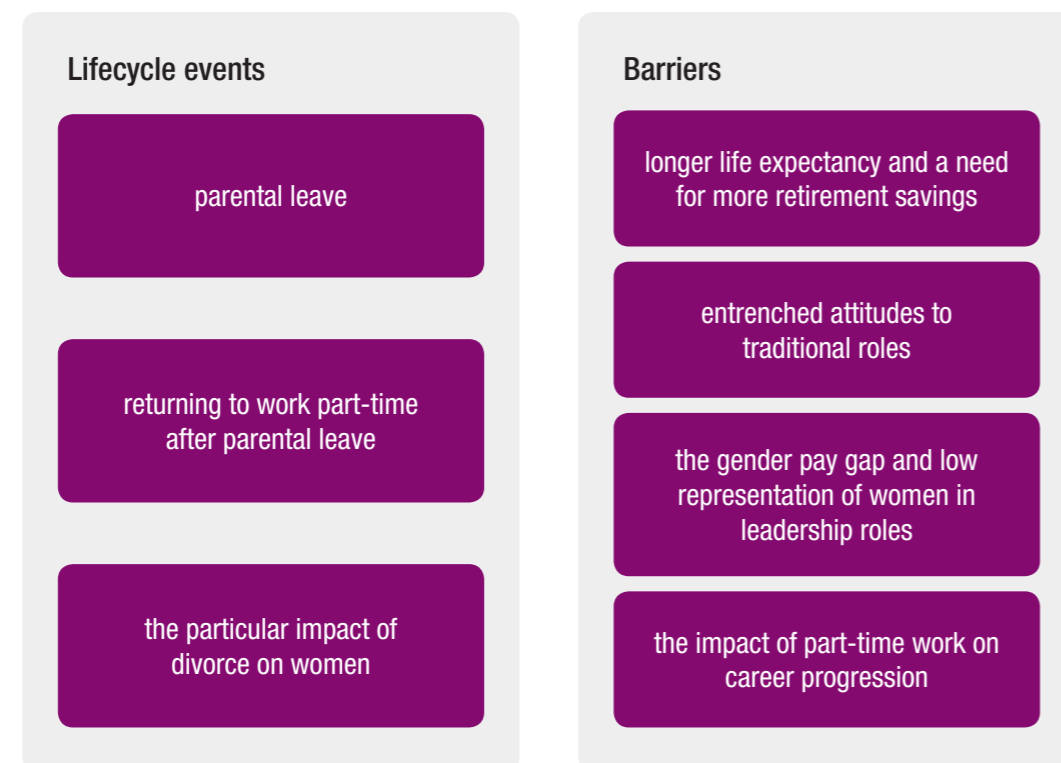 Lifecycle events
parental leave
returning to work part-time
after parental leave
the particular impact of
divorce on women
Barriers
longer life expectancy and a need
for more retirement savings
entrenched attitudes to
traditional roles
the gender pay gap and low
representation of women in
leadership roles
the impact of part-time work on
career progression